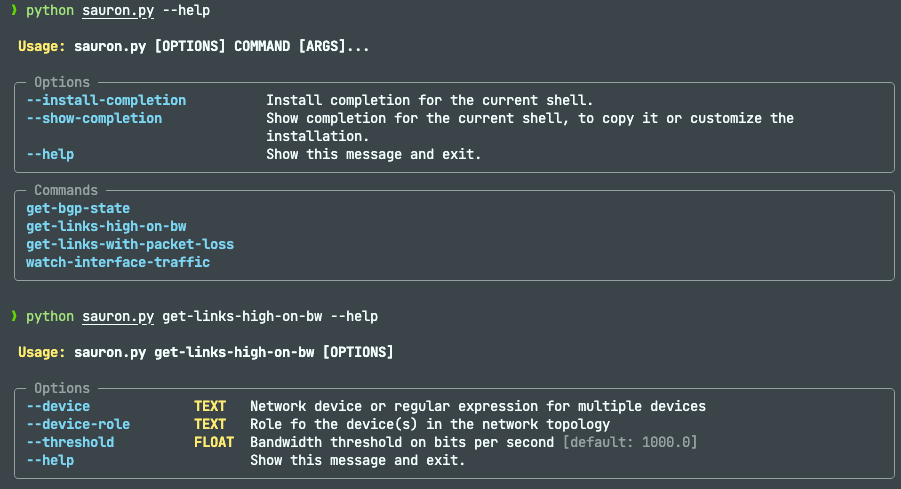 ❯ python sauron.py --help
Usage: sauron.py [OPTIONS] COMMAND [ARGS]...
Options
--install-completion Install completion for the current shell.
--show-completion Show completion for the current shell, to copy it or customize the
installation.
--help Show this message and exit.
Commands
get-bgp-state
get-links-high-on-bw
get-links-with-packet-loss
watch-interface-traffic
❯ python sauron.py get-links-high-on-bw --help
Usage: sauron.py get-links-high-on-bw [OPTIONS]
Options
--device TEXT Network device or regular expression for multiple devices
--device-role TEXT Role fo the device(s) in the network topology
--threshold FLOAT Bandwidth threshold on bits per second [default: 1000.0]
--help Show this message and exit.